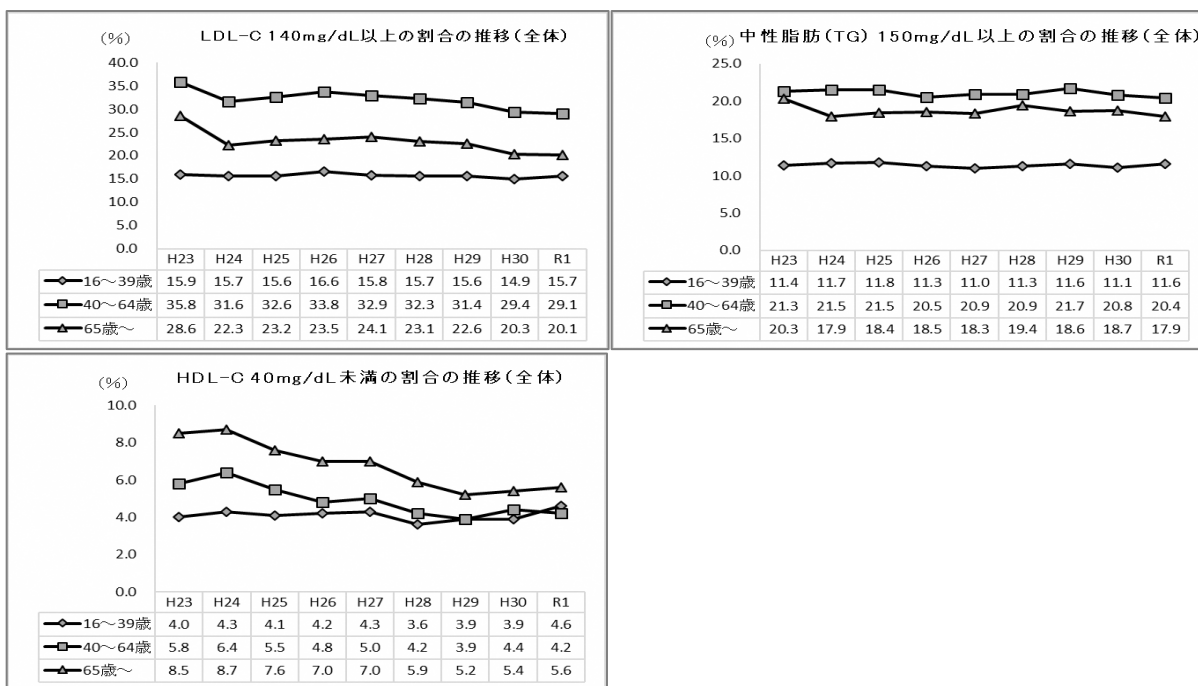 LDL-C 140mg/dL以上の割合の推移(全体)
(%)
40.0
35.0
30.0
25.0
20.0
15.0
10.0
5.0
0.0
H23 H24 H25 H26 H27 H28 H29 H30 R1
16～39歳 15.9 15.7 15.6 16.6 15.8 15.7 15.6 14.9 15.7
40～64歳 35.8 31.6 32.6 33.8 32.9 32.3 31.4 29.4 29.1
65歳～ 28.6 22.3 23.2 23.5 24.1 23.1 22.6 20.3 20.1
(%) 中性脂肪(TG) 150mg/dL以上の割合の推移(全体)
25.0
20.0
15.0
10.0
5.0
0.0
H23 H24 H25 H26 H27 H28 H29 H30 R1
16～39歳 11.4 11.7 11.8 11.3 11.0 11.3 11.6 11.1 11.6
40～64歳 21.3 21.5 21.5 20.5 20.9 20.9 21.7 20.8 20.4
65歳～ 20.3 17.9 18.4 18.5 18.3 19.4 18.6 18.7 17.9
HDL-C 40mg/dL未満の割合の推移(全体)
(%)
10.0
8.0
6.0
4.0
2.0
0.0
H23 H24 H25 H26 H27 H28 H29 H30 R1
16～39歳 4.0 4.3 4.1 4.2 4.3 3.6 3.9 3.9 4.6
40～64歳 5.8 6.4 5.5 4.8 5.0 4.2 3.9 4.4 4.2
65歳～ 8.5 8.7 7.6 7.0 7.0 5.9 5.2 5.4 5.6